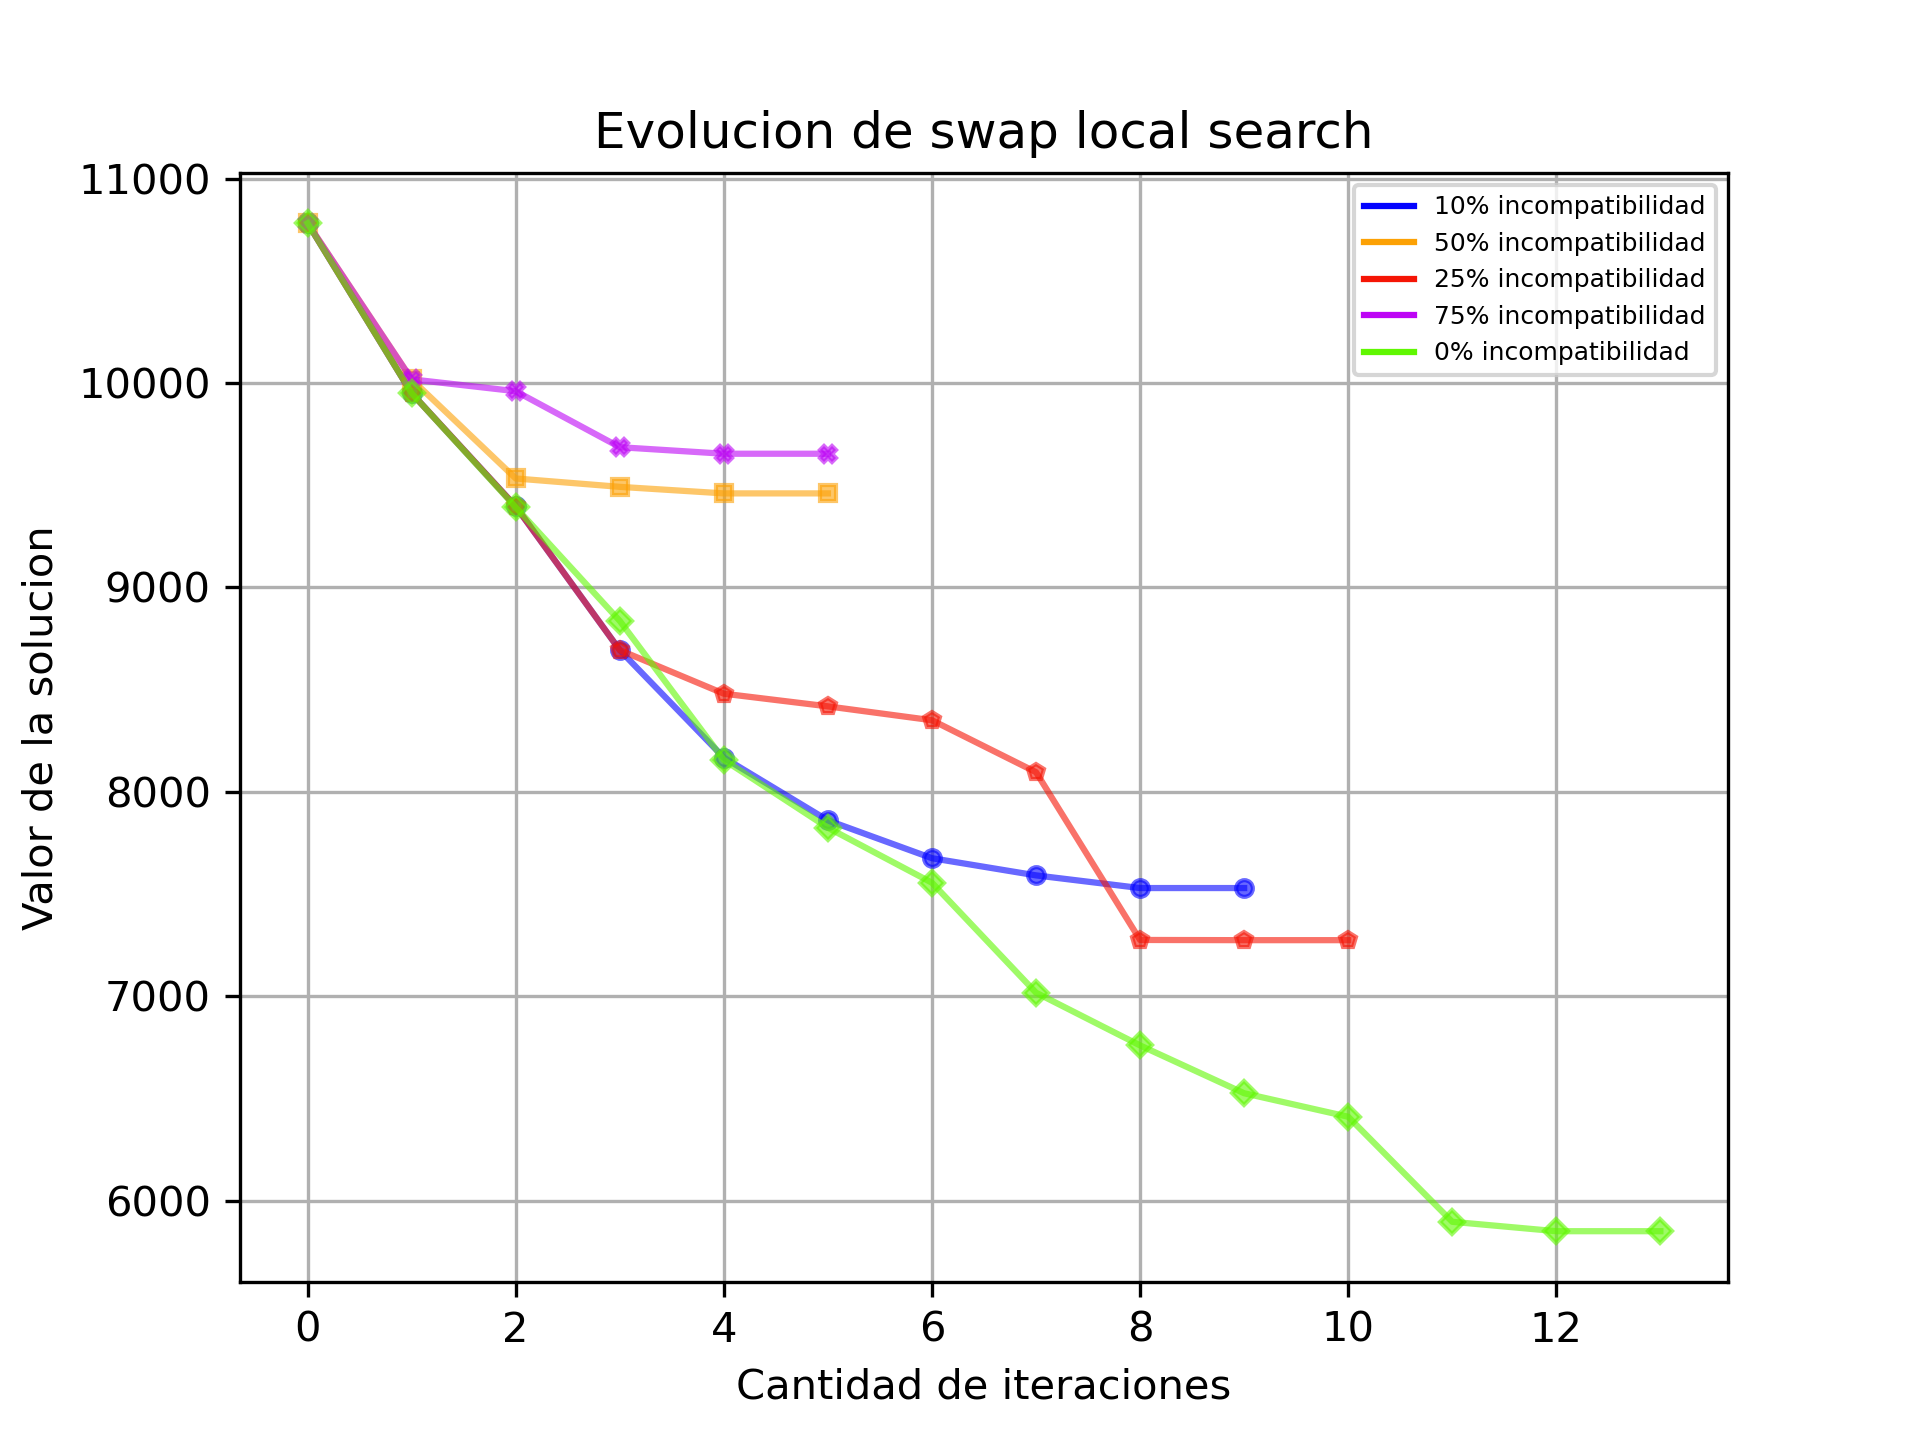 Evolucion de swap local search
11000
10000
9000
8000
7000
6000
Valor de la solucion
10% incompatibilidad
50% incompatibilidad
25% incompatibilidad
75% incompatibilidad
0% incompatibilidad
0 2 4 6 8 10 12
Cantidad de iteraciones